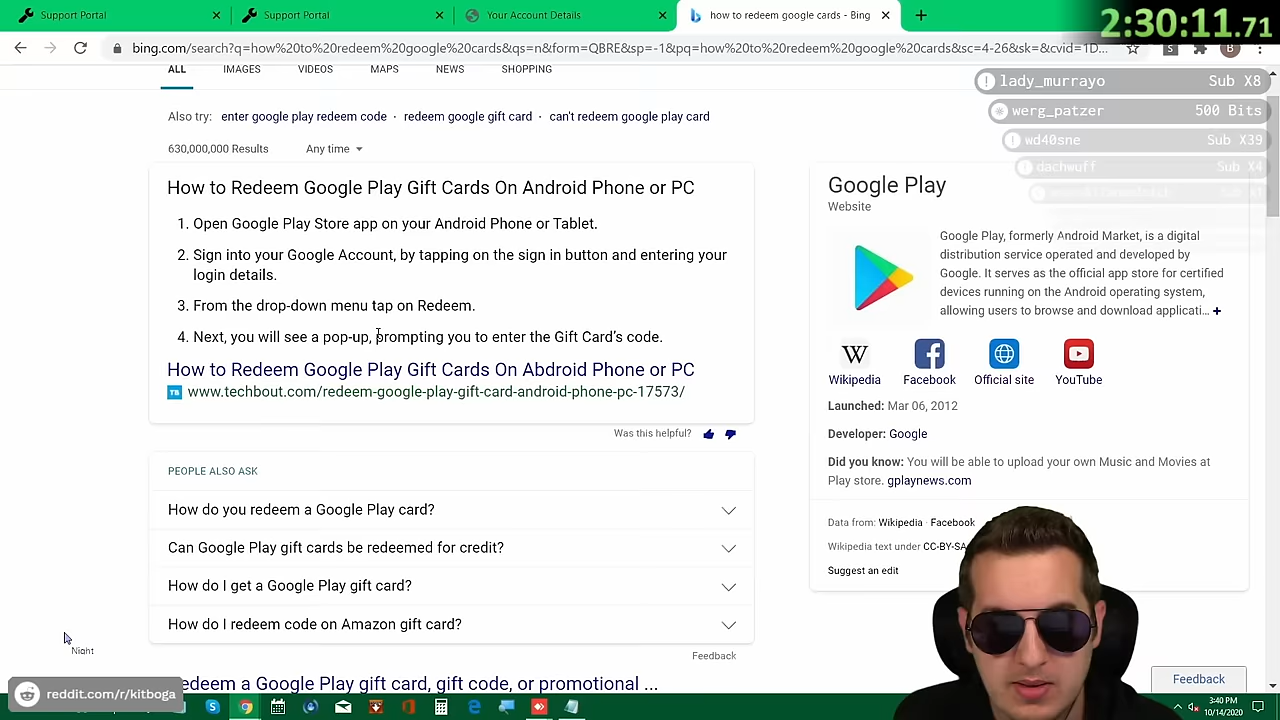 Support Portal
Support Portal
Your Account Details
how to redeem google cards - Bing
2:30:11.71
bing.com/search?q=how%20to%20redeem%20google%20cards&qs=n&form=QBRE&sp=-1&pq=how%20to%20redeem%20google%20cards&sc=4-26&sk=&cvid=1D...
S
B
ALL
IMAGES
VIDEOS
MAPS
NEWS
SHOPPING
lady_murrayo Sub X8
werg_patzer 500 Bits
wd40sne Sub X39
dachwuff Sub X4
Also try: enter google play redeem code · redeem google gift card · can't redeem google play card
630,000,000 Results Any time
How to Redeem Google Play Gift Cards On Android Phone or PC
1. Open Google Play Store app on your Android Phone or Tablet.
2. Sign into your Google Account, by tapping on the sign in button and entering your
login details.
3. From the drop-down menu tap on Redeem.
4. Next, you will see a pop-up, prompting you to enter the Gift Card's code.
How to Redeem Google Play Gift Cards On Abdroid Phone or PC
TB www.techbout.com/redeem-google-play-gift-card-android-phone-pc-17573/
Was this helpful?
PEOPLE ALSO ASK
How do you redeem a Google Play card?
Can Google Play gift cards be redeemed for credit?
How do I get a Google Play gift card?
How do I redeem code on Amazon gift card?
Feedback
edeem a Google Play gift card, gift code, or promotional ...
Google Play
Website
Google Play, formerly Android Market, is a digital
distribution service operated and developed by
Google. It serves as the official app store for certified
devices running on the Android operating system,
allowing users to browse and download applicati... +
W
Wikipedia
Facebook
Official site
YouTube
Launched: Mar 06, 2012
Developer: Google
Did you know: You will be able to upload your own Music and Movies at
Play store. gplaynews.com
Data from: Wikipedia · Facebook
Wikipedia text under CC-BY-SA
Suggest an edit
Feedback
Night
reddit.com/r/kitboga
3:40 PM
10/14/2020